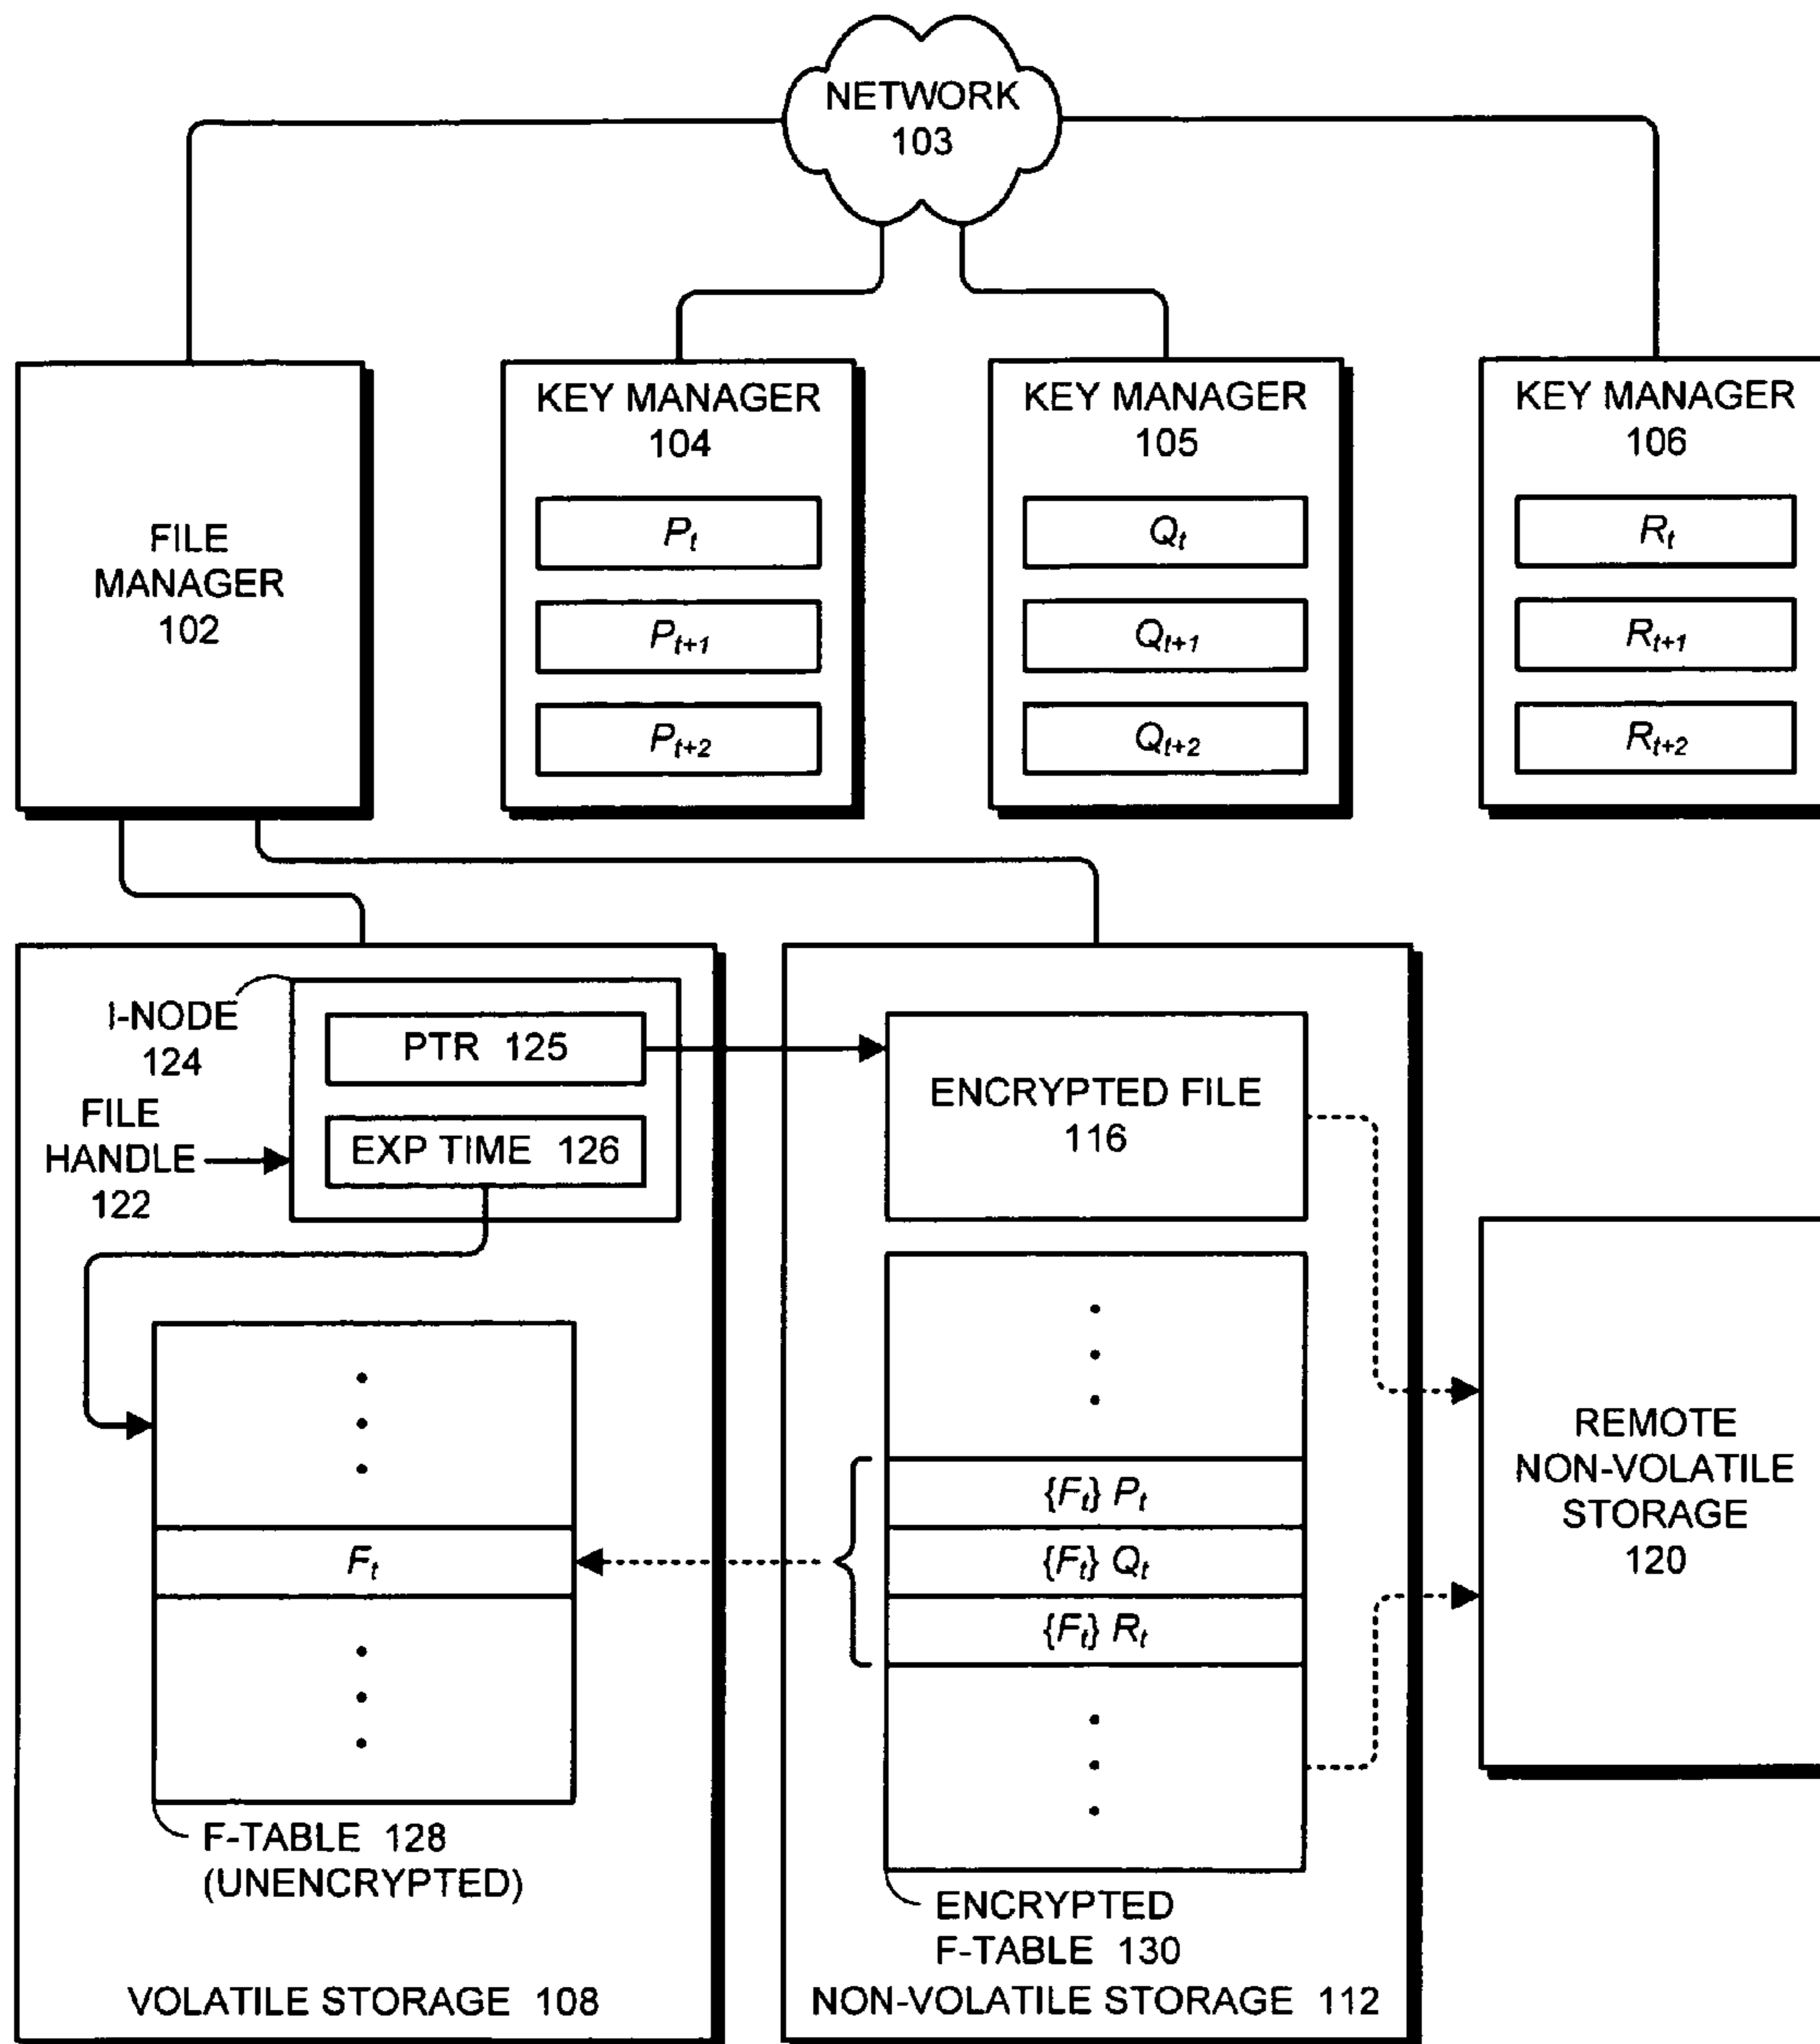 NETWORK
103
FILE
MANAGER
102
KEY MANAGER
104
Pt
Pt+1
Pt+2
KEY MANAGER
105
Qt
Qt+1
Qt+2
KEY MANAGER
106
Rt
Rt+1
Rt+2
I-NODE
124
PTR 125
EXP TIME 126
FILE
HANDLE
122
Ft
F-TABLE 128
(UNENCRYPTED)
VOLATILE STORAGE 108
ENCRYPTED FILE
116
{Ft} Pt
{Ft} Qt
{Ft} Rt
ENCRYPTED
F-TABLE 130
NON-VOLATILE STORAGE 112
REMOTE
NON-VOLATILE
STORAGE
120